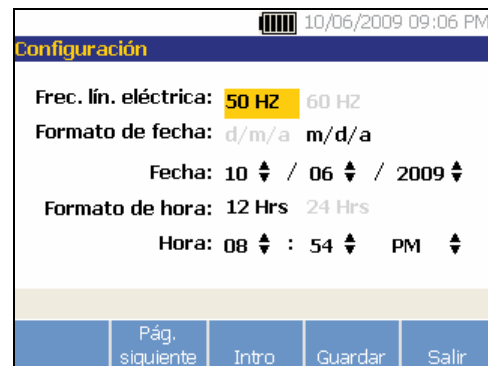 10/06/2009 09:06 PM
Configuración
Frec. lín. eléctrica: 50 HZ 60 HZ
Formato de fecha: d/m/a m/d/a
Fecha: 10 / 06 / 2009
Formato de hora: 12 Hrs 24 Hrs
Hora: 08 : 54 PM
Pág. siguiente Intro Guardar Salir